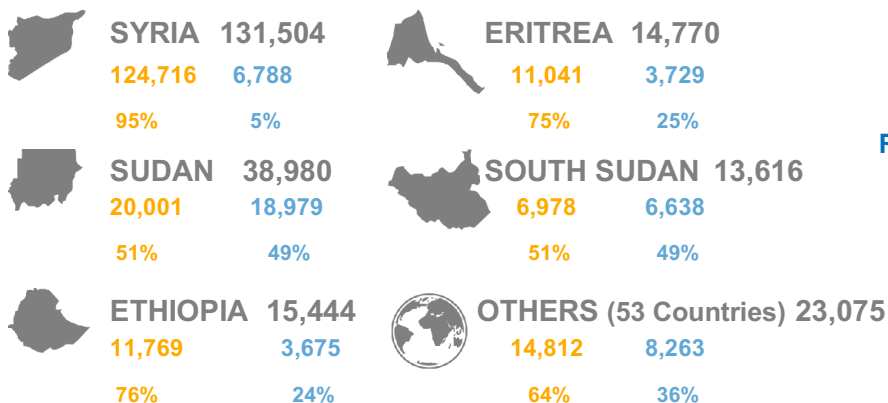 SYRIA 131,504
124,716 6,788
95% 5%
ERITREA 14,770
11,041 3,729
75% 25%
SUDAN 38,980
20,001 18,979
51% 49%
SOUTH SUDAN 13,616
6,978 6,638
51% 49%
ETHIOPIA 15,444
11,769 3,675
76% 24%
OTHERS (53 Countries) 23,075
14,812 8,263
64% 36%